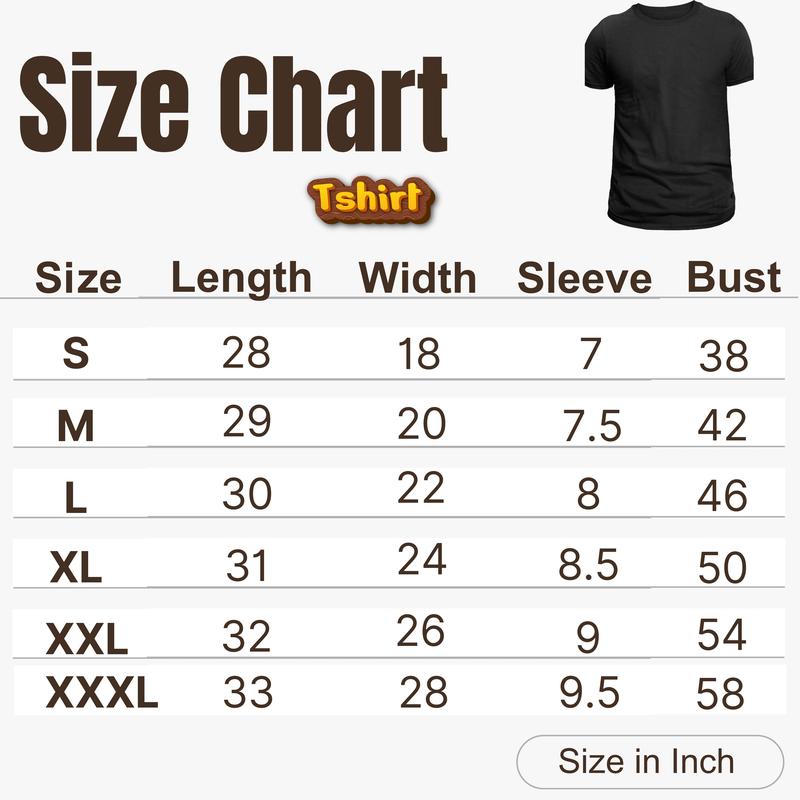 Size Chart
Tshirt
Size Length Width Sleeve Bust
S 28 18 7 38
M 29 20 7.5 42
L 30 22 8 46
XL 31 24 8.5 50
XXL 32 26 9 54
XXXL 33 28 9.5 58
Size in Inch